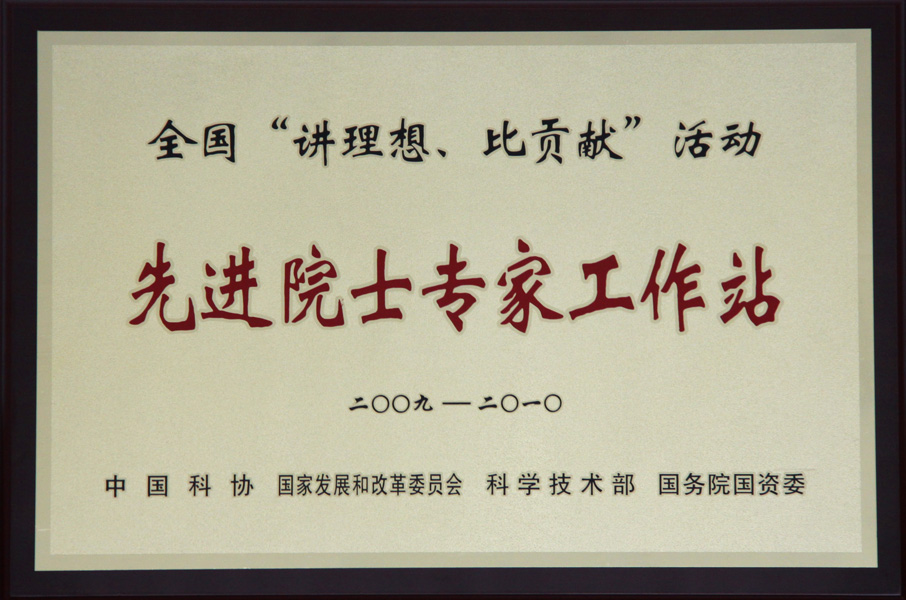 全国“讲理想、比贡献”活动
先进院士专家工作站
二〇〇九 — 二〇一〇
中国科协 国家发展和改革委员会 科学技术部 国务院国资委